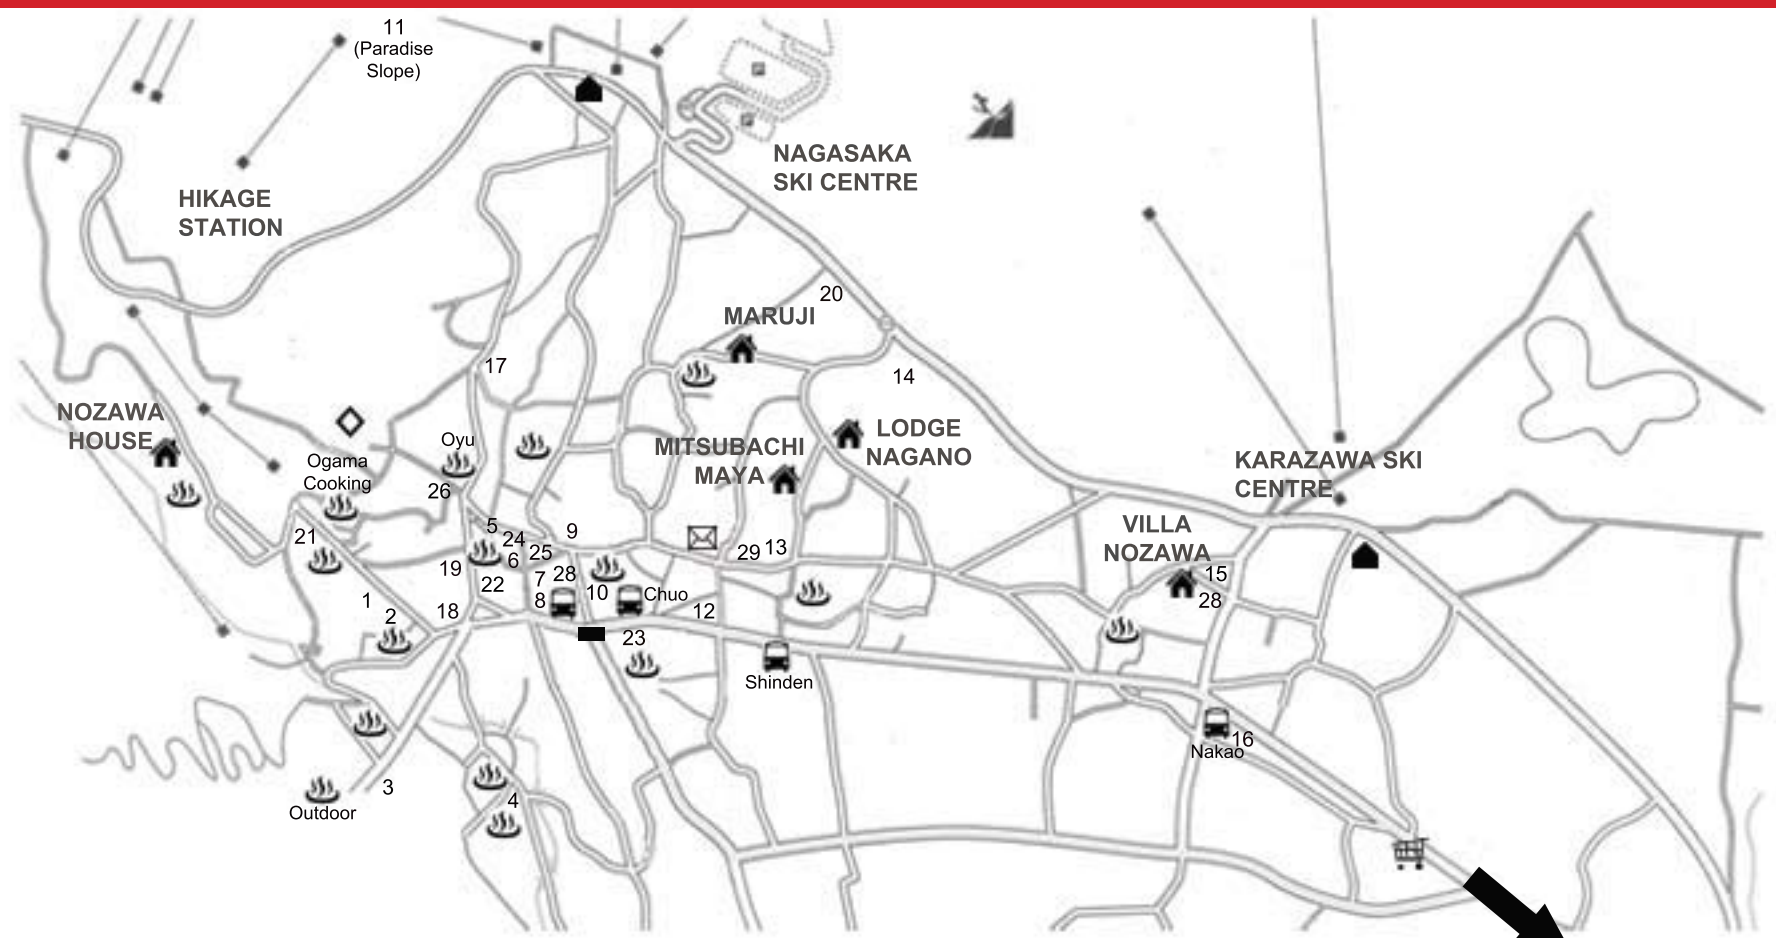 11
(Paradise
Slope)
NAGASAKA
SKI CENTRE
HIKAGE
STATION
20
MARUJI
17
14
NOZAWA
HOUSE
Oyu
Ogama
Cooking
MITSUBACHI
MAYA
LODGE
NAGANO
KARAZAWA SKI
CENTRE
26
21
5
24
6
25
9
29
13
VILLA
NOZAWA
19
22
7
28
8
10
Chuo
12
15
28
1
2
18
23
Shinden
16
Nakao
3
Outdoor
4